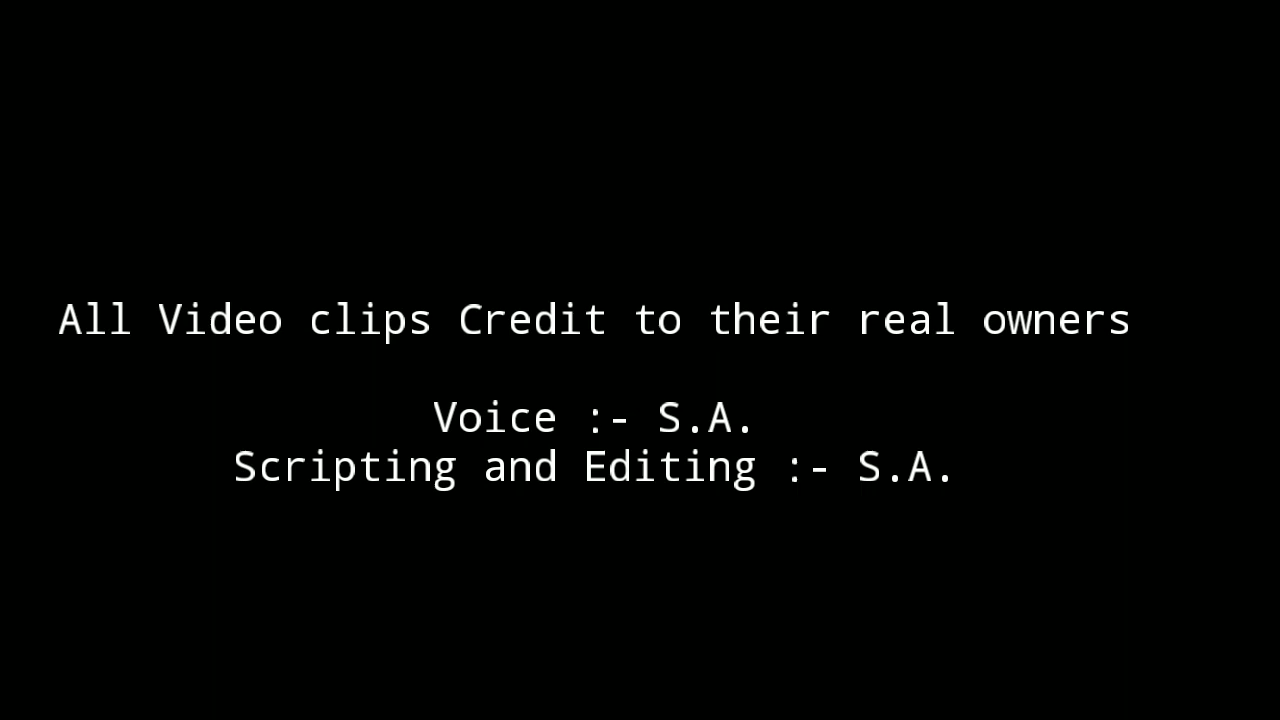 All Video clips Credit to their real owners
Voice :- S.A.
Scripting and Editing :- S.A.